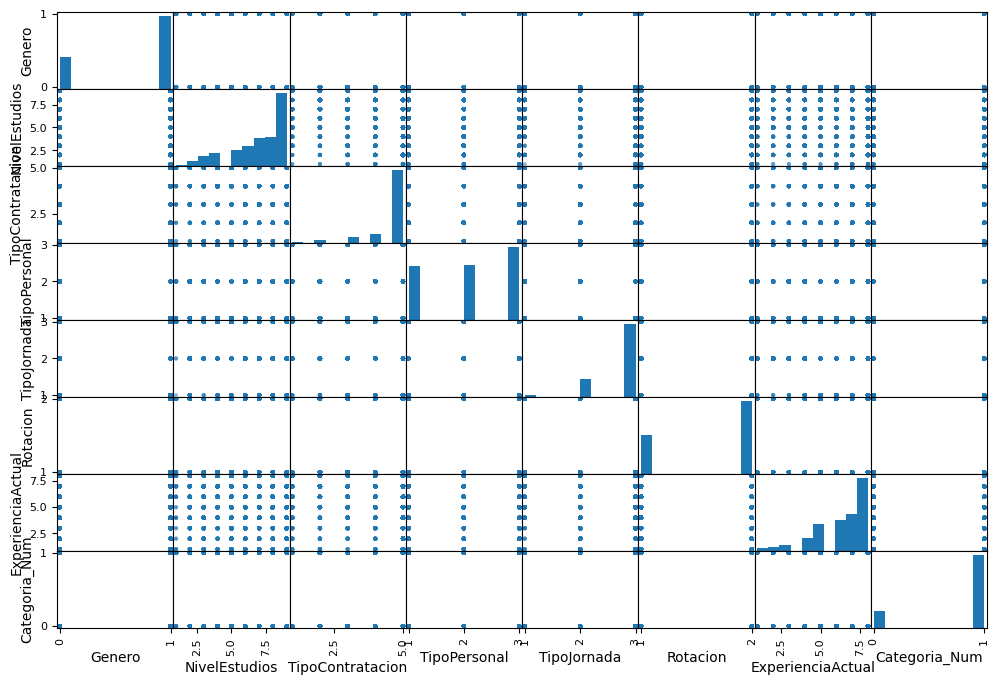 1
Genero
0
7.5
NivelEstudios
5.0
2.5
5.0
TipoContratacion
2.5
3
TipoPersonal
2
1
3
TipoJornada
2
1
2
Rotacion
1
7.5
ExperienciaActual
5.0
2.5
1
Categoria_Num
0
0 1 2.5 5.0 7.5 2.5 5.0 1 2 3 1 2 3 1 2 2.5 5.0 7.5 0 1
Genero NivelEstudios TipoContratacion TipoPersonal TipoJornada Rotacion ExperienciaActual Categoria_Num